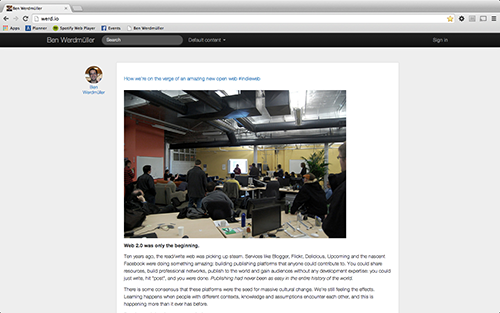 Ben Werdmüller
werd.io
Apps Planner Spotify Web Player Events Ben Werdmüller
Ben Werdmüller Search Default content Sign in
Ben
Werdmüller
How we're on the verge of an amazing new open web #indieweb
Web 2.0 was only the beginning.
Ten years ago, the read/write web was picking up steam. Services like Blogger, Flickr, Delicious, Upcoming and the nascent
Facebook were doing something amazing: building publishing platforms that anyone could contribute to. You could share
resources, build professional networks, publish to the world and gain audiences without any development expertise: you could
just write, hit "post", and you were done. Publishing had never been as easy in the entire history of the world.
There is some consensus that these platforms were the seed for massive cultural change. We're still feeling the effects.
Learning happens when people with different contexts, knowledge and assumptions encounter each other, and this is
happening more than it ever has before.